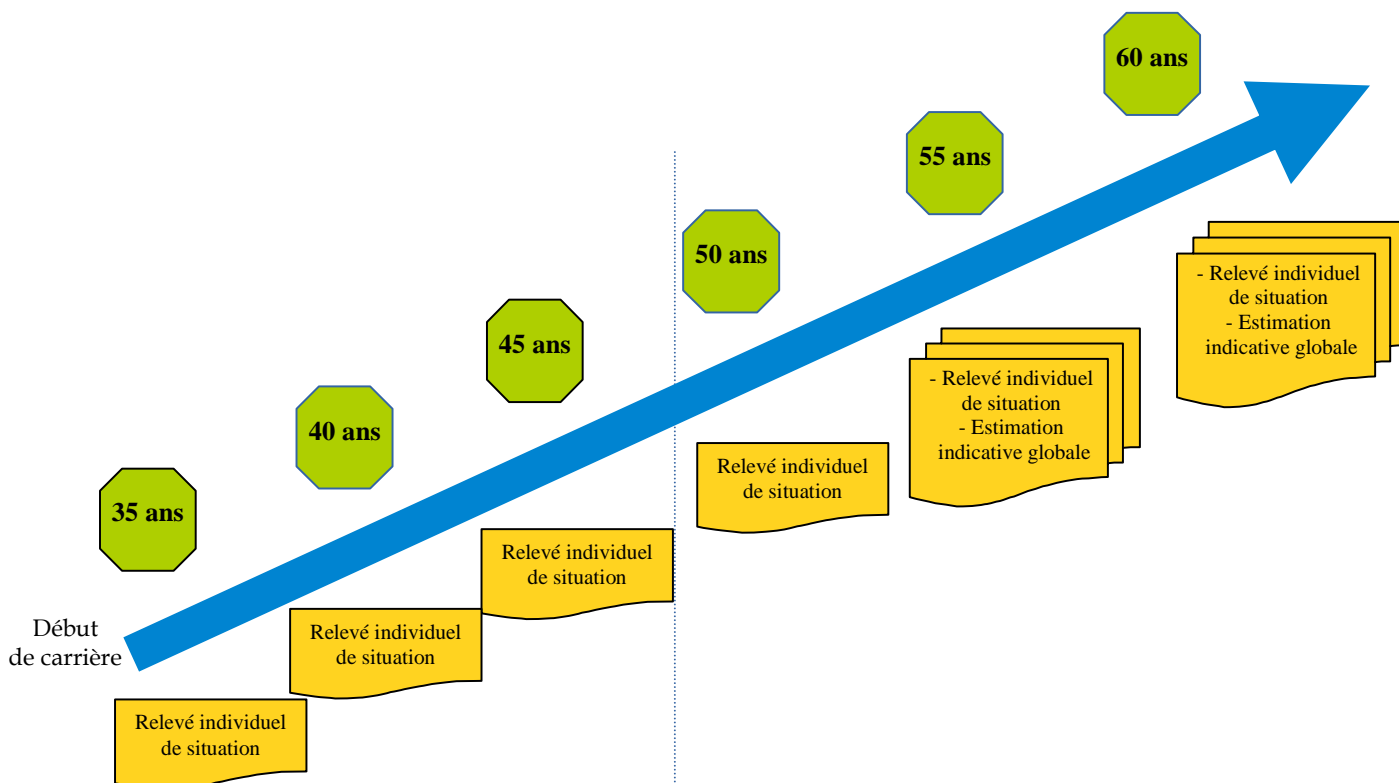 60 ans
55 ans
50 ans
45 ans
40 ans
35 ans
- Relevé individuel
de situation
- Estimation
indicative globale
- Relevé individuel
de situation
- Estimation
indicative globale
Relevé individuel
de situation
Relevé individuel
de situation
Relevé individuel
de situation
Début
de carrière
Relevé individuel
de situation